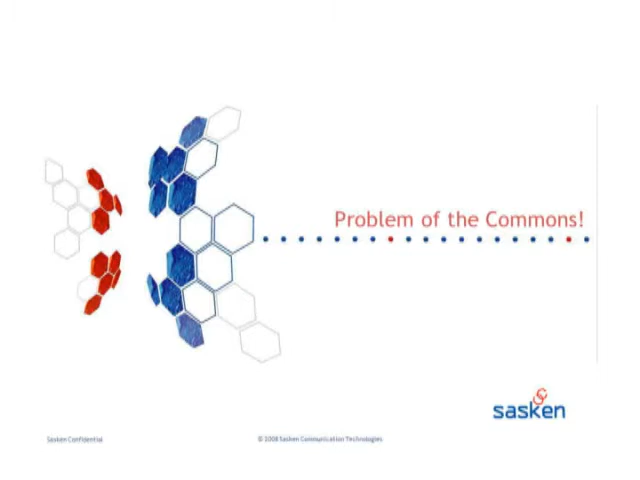 Problem of the Commons!
sasken
Sasken Confidential
© 2008 Sasken Communication Technologies